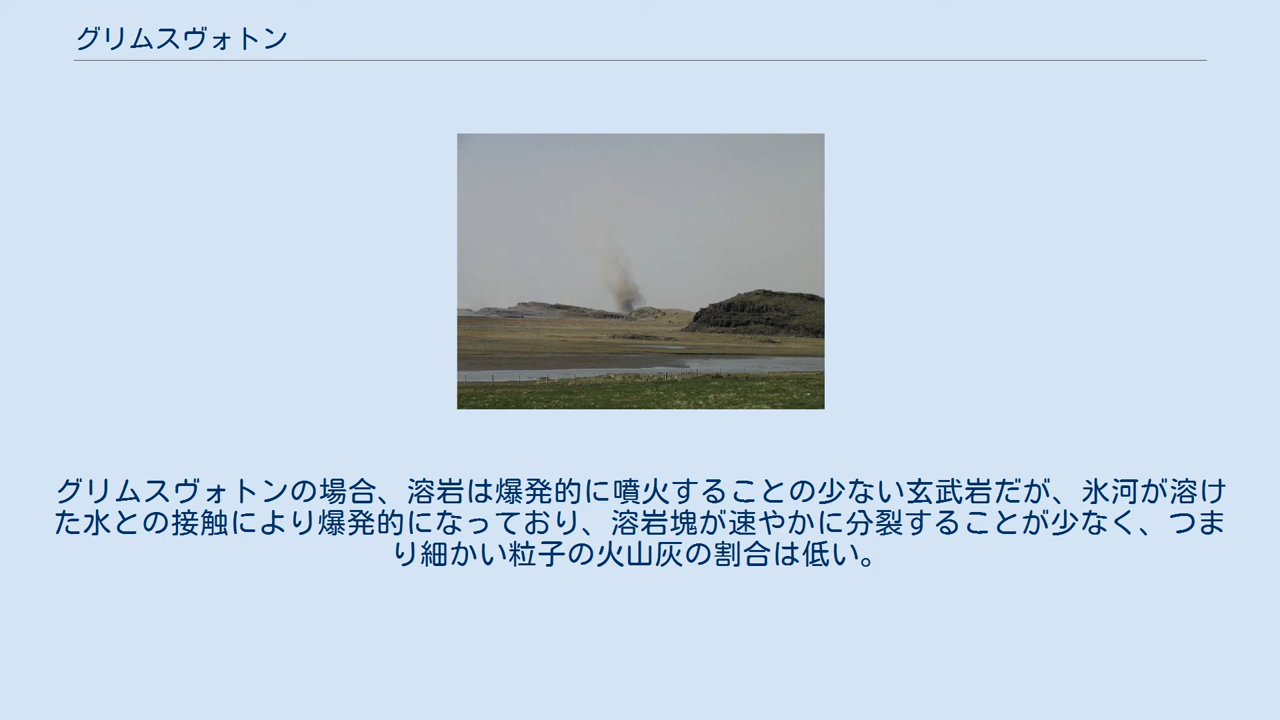 グリムスヴォトン
グリムスヴォトンの場合、溶岩は爆発的に噴火することの少ない玄武岩だが、氷河が溶け
た水との接触により爆発的になっており、溶岩塊が速やかに分裂することが少なく、つま
り細かい粒子の火山灰の割合は低い。